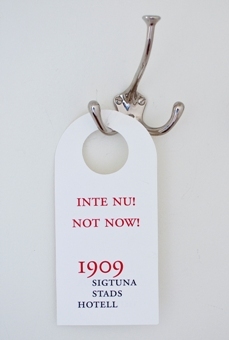 INTE NU!
NOT NOW!
1909
SIGTUNA
STADS
HOTELL